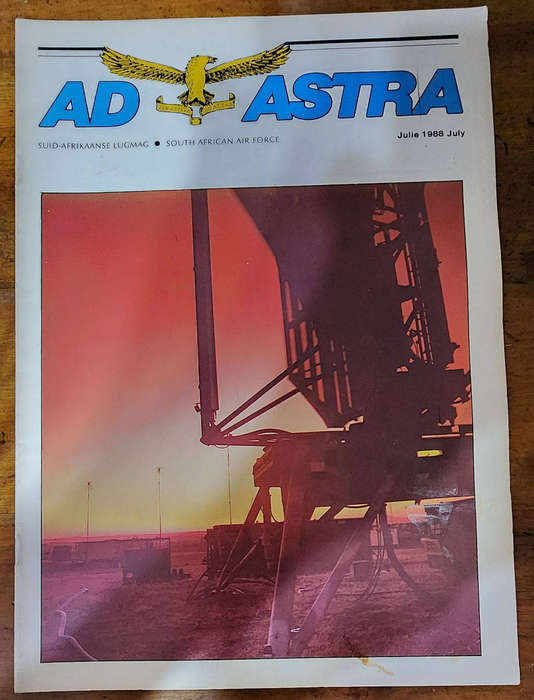 AD ASTRA
SUID-AFRIKAANSE LUGMAG ● SOUTH AFRICAN AIR FORCE
Julie 1988 July